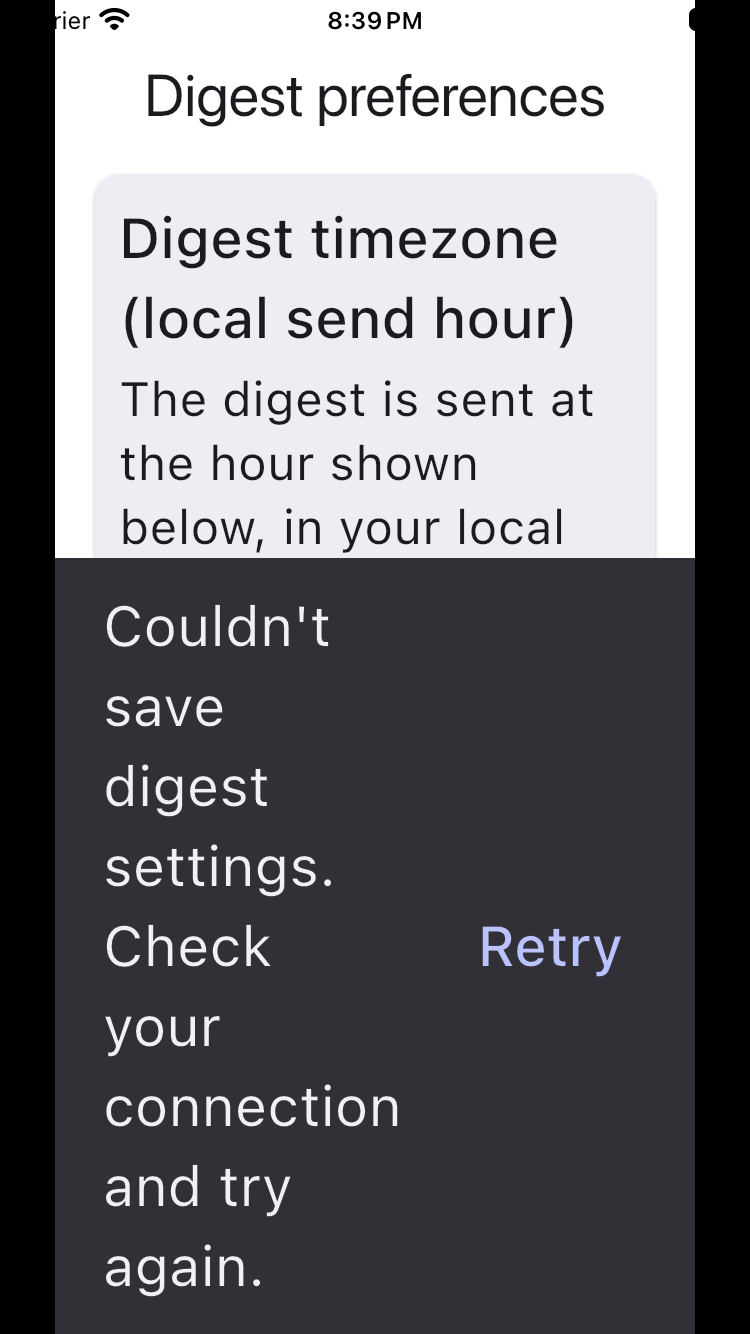 rier 8:39 PM
Digest preferences
Digest timezone
(local send hour)
The digest is sent at
the hour shown
below, in your local
Couldn't
save
digest
settings.
Check
your
connection
and try
again.
Retry